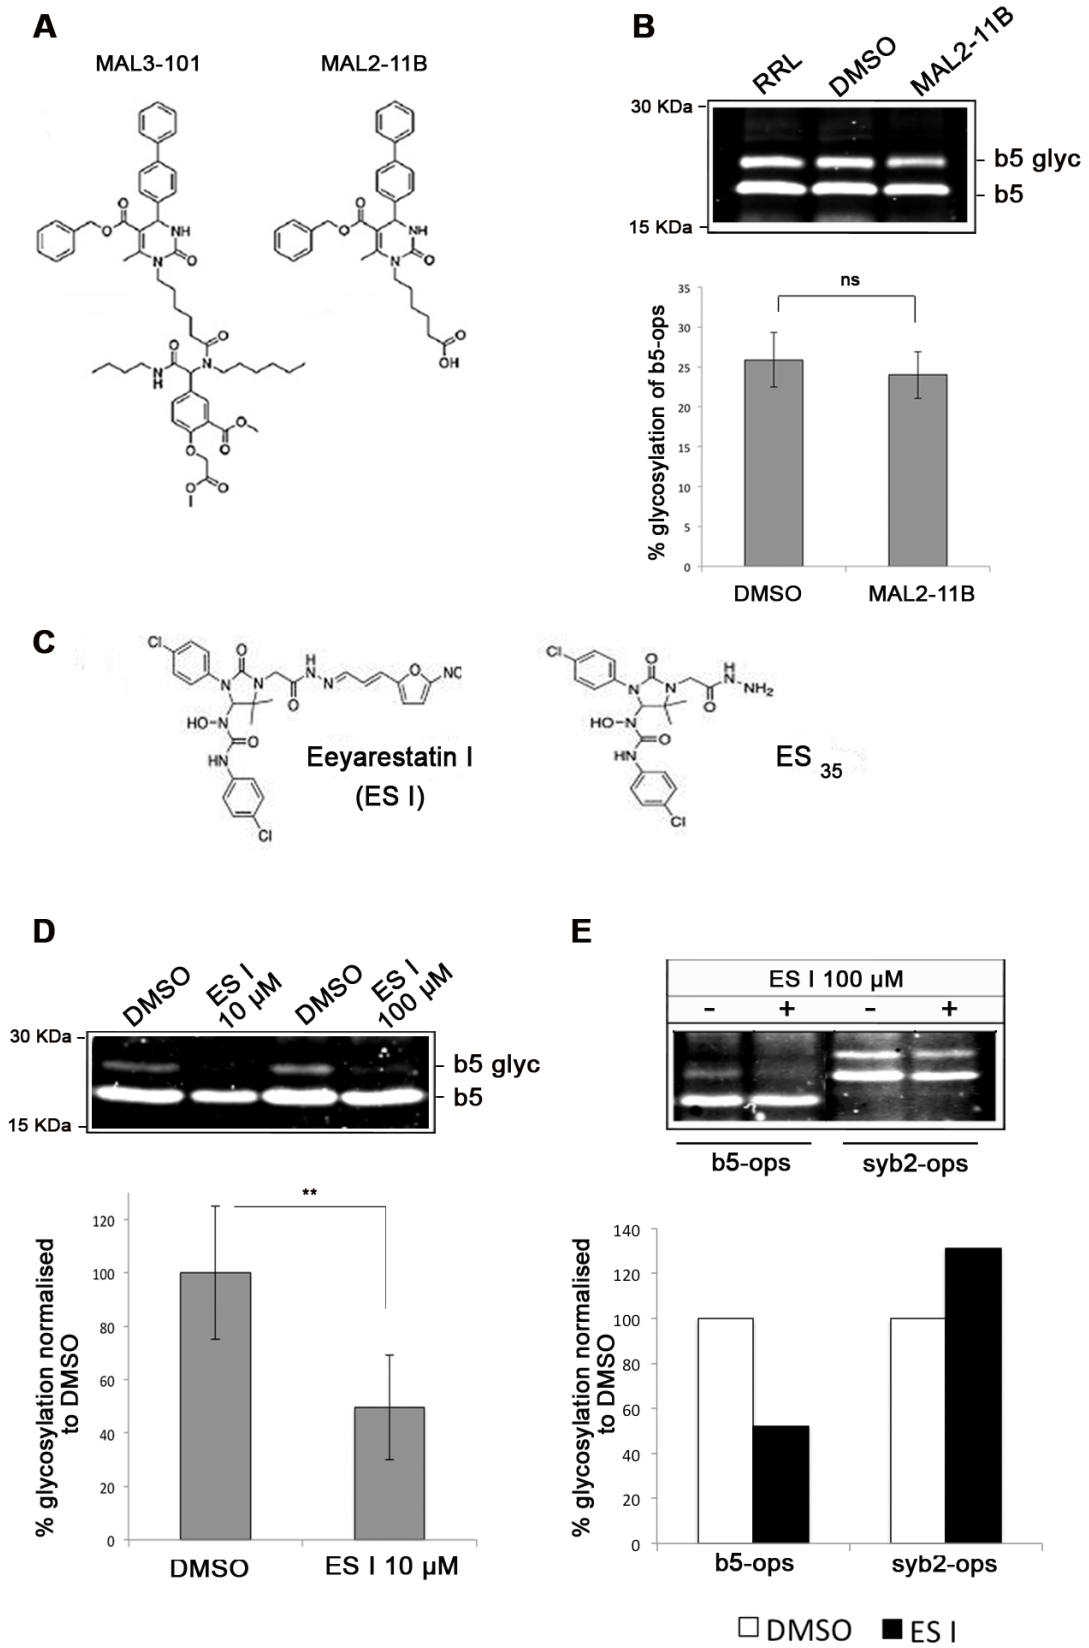 A
MAL3-101
MAL2-11B
O
O
NH
N
O
O
O
N
N
H
O
O
O
O
O
O
O
O
NH
N
O
O
OH
B
RRL
DMSO
MAL2-11B
30 KDa
b5 glyc
b5
15 KDa
ns
% glycosylation of b5-ops
35
30
25
20
15
10
5
0
DMSO
MAL2-11B
C
Cl
O
N
N
H
N
N
O
O
NC
HO-N
O
HN
Cl
Eeyarestatin I
(ES I)
Cl
O
N
N
H
N
NH2
O
HO-N
O
HN
Cl
ES 35
D
DMSO
ES I
10 µM
DMSO
ES I
100 µM
30 KDa
b5 glyc
b5
15 KDa
**
% glycosylation normalised
to DMSO
120
100
80
60
40
20
0
DMSO
ES I 10 µM
E
ES I 100 µM
- + - +
b5-ops
syb2-ops
% glycosylation normalised
to DMSO
140
120
100
80
60
40
20
0
b5-ops
syb2-ops
DMSO
ES I